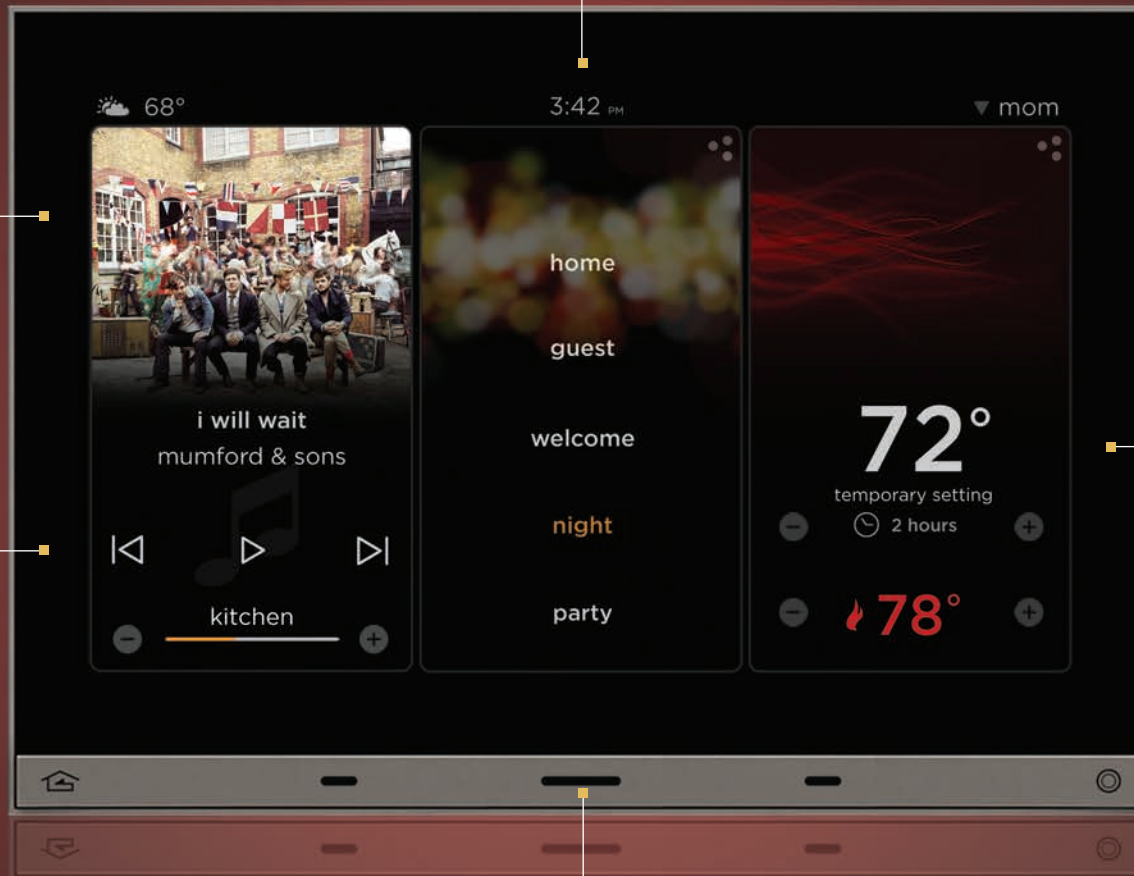 68° 3:42 PM mom
i will wait
mumford & sons
kitchen
home
guest
welcome
night
party
72°
temporary setting
2 hours
78°